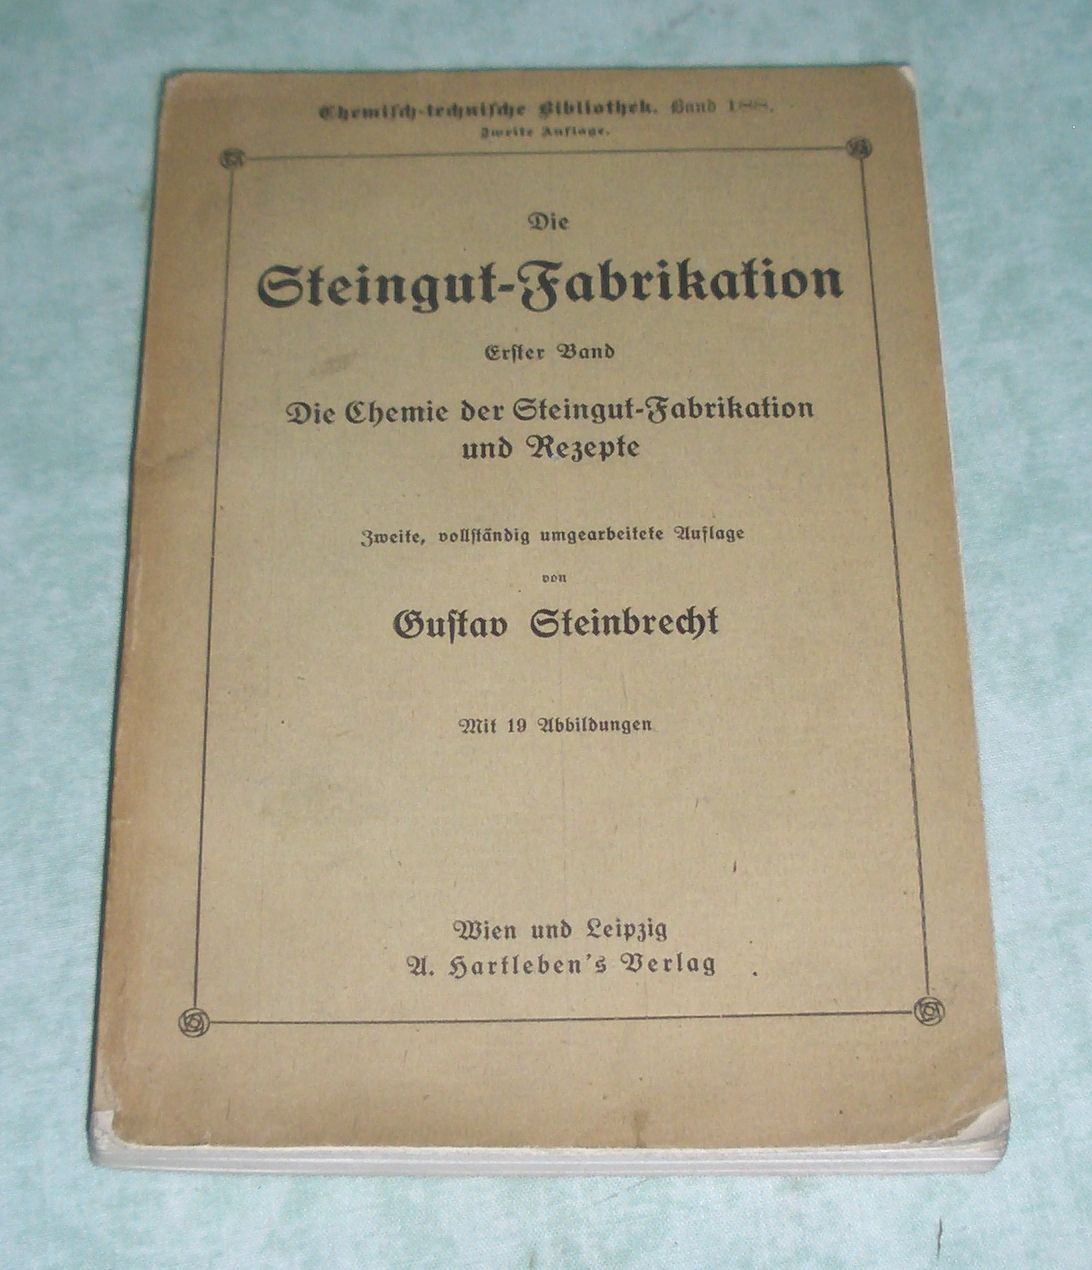 Chemisch-technische Bibliothek. Band
Zweite Auflage.
Die
Steingut-Fabrikation
Erster Band
Die Chemie der Steingut-Fabrikation
und Rezepte
Zweite, vollständig umgearbeitete Auflage
von
Gustav Steinbrecht
Mit 19 Abbildungen
Wien und Leipzig
A. Hartleben's Verlag